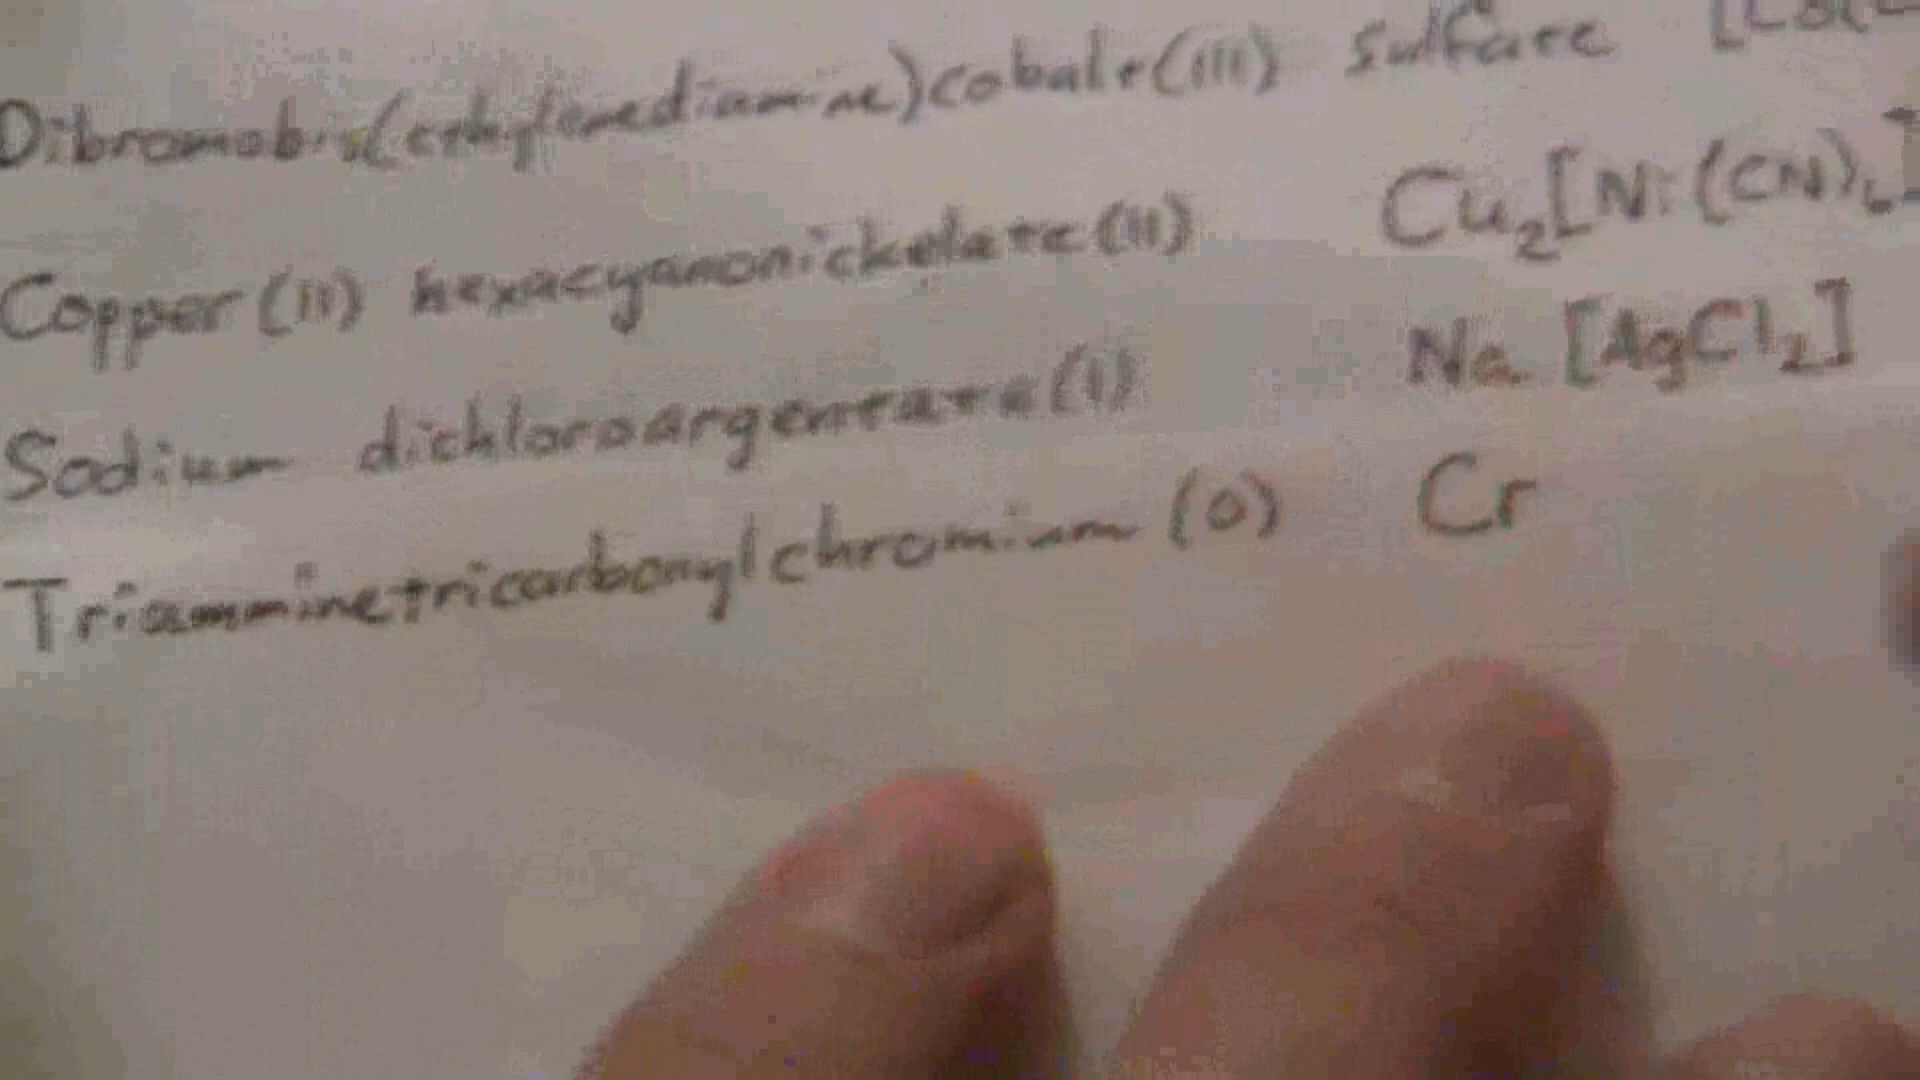 Dibromobis(ethylenediamine)cobalt(III) sulfate
Copper(II) hexacyanonickelate(II) Cu2[Ni(CN)6]
Sodium dichloroargentate(I) Na [AgCl2]
Triamminetricarbonylchromium(0) Cr